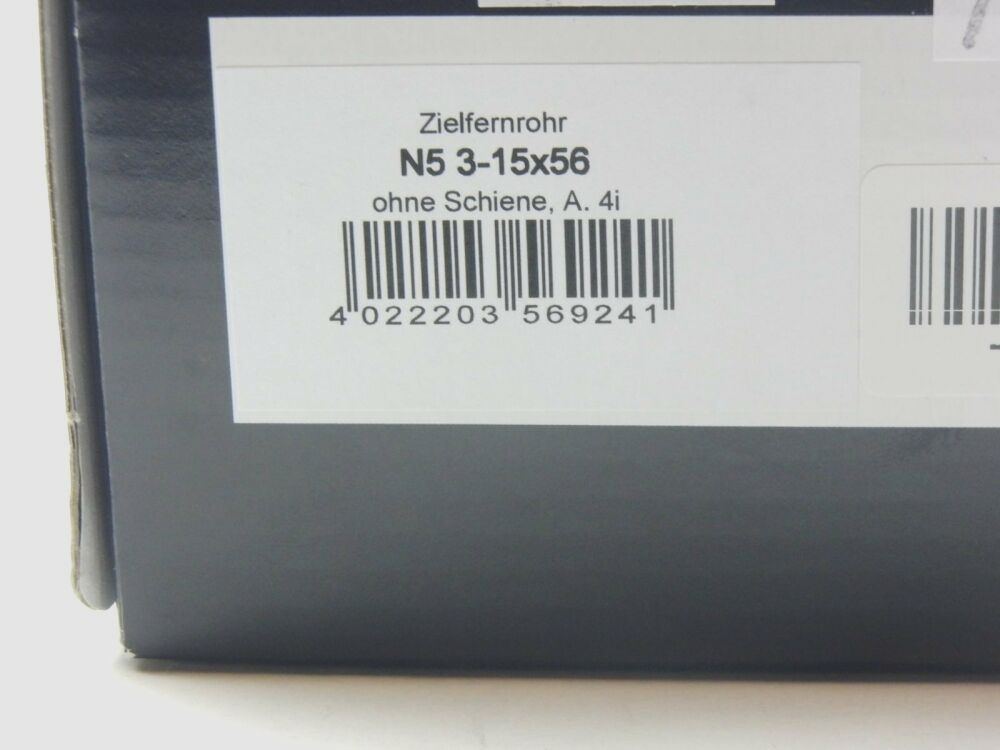 Zielfernrohr
N5 3-15x56
ohne Schiene, A. 4i
4 022203 569241